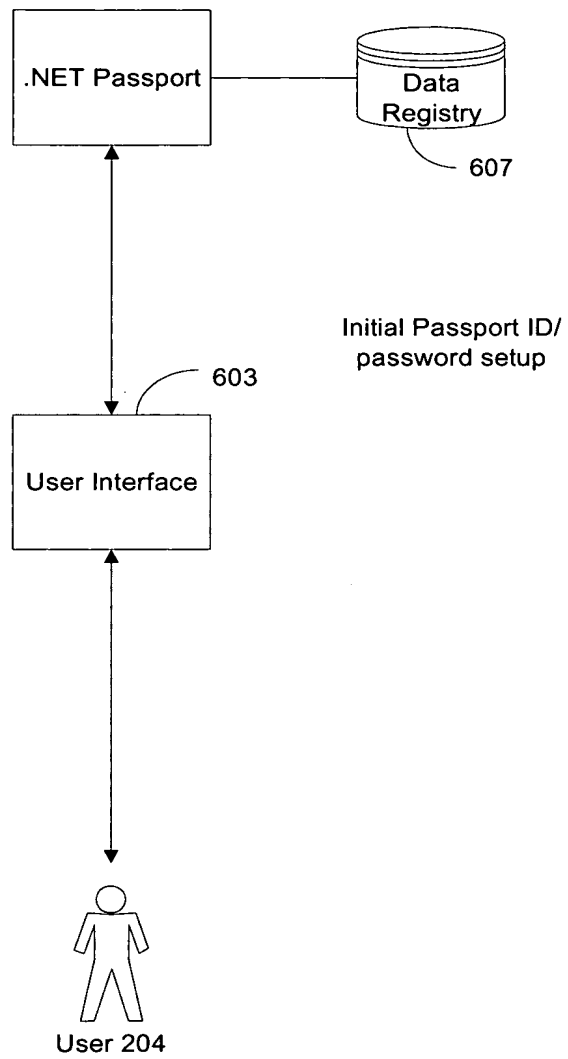 .NET Passport
Data
Registry
607
Initial Passport ID/
password setup
603
User Interface
User 204